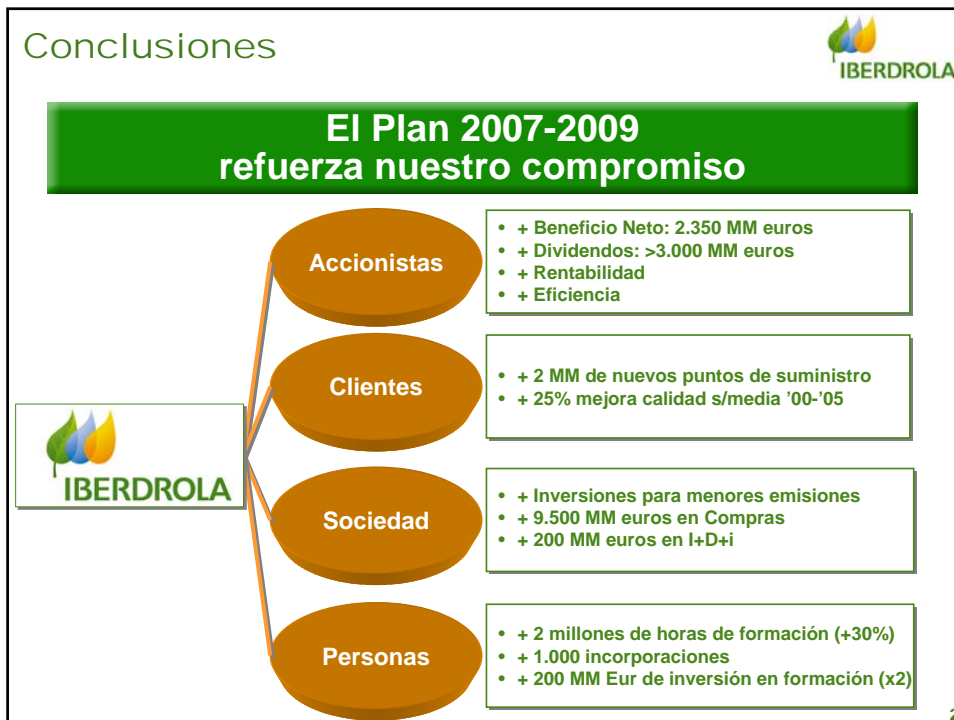 Conclusiones
IBERDROLA
El Plan 2007-2009
refuerza nuestro compromiso
Accionistas
• + Beneficio Neto: 2.350 MM euros
• + Dividendos: >3.000 MM euros
• + Rentabilidad
• + Eficiencia
Clientes
• + 2 MM de nuevos puntos de suministro
• + 25% mejora calidad s/media ’00-’05
IBERDROLA
Sociedad
• + Inversiones para menores emisiones
• + 9.500 MM euros en Compras
• + 200 MM euros en I+D+i
Personas
• + 2 millones de horas de formación (+30%)
• + 1.000 incorporaciones
• + 200 MM Eur de inversión en formación (x2)